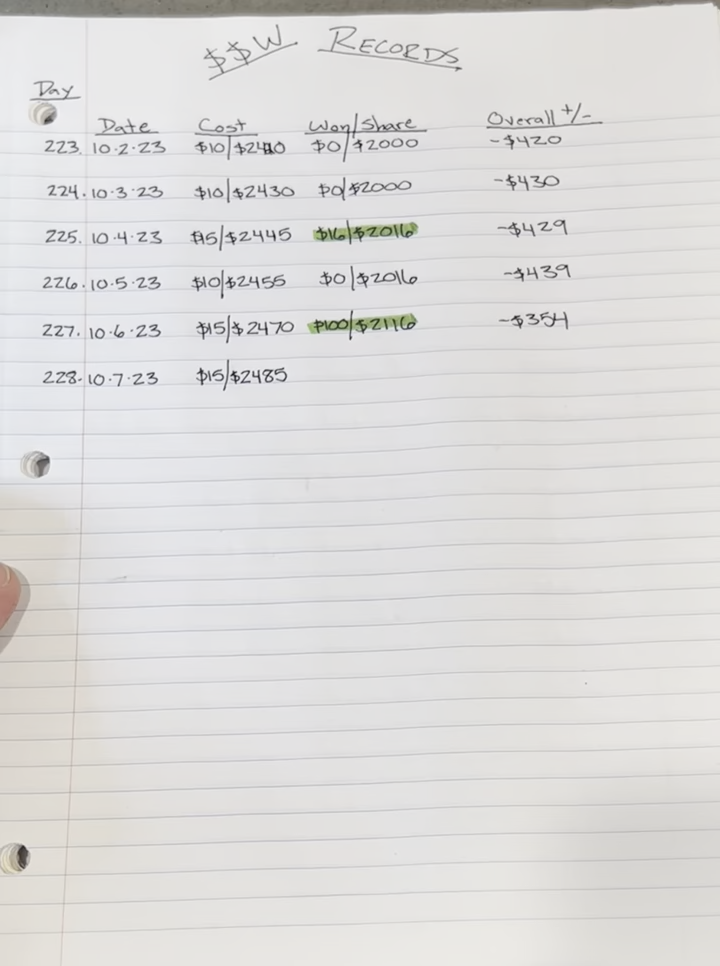 $$W RECORDS
Day
Date Cost Won/Share Overall +/-
223. 10.2.23 $10/ $0/$2000 -$420
224. 10.3.23 $10/$2430 $0/$2000 -$430
225. 10.4.23 $15/$2445 $16/$2016 -$429
226. 10.5.23 $10/$2455 $0/$2016 -$439
227. 10.6.23 $15/$2470 $100/$2116 -$354
228. 10.7.23 $15/$2485